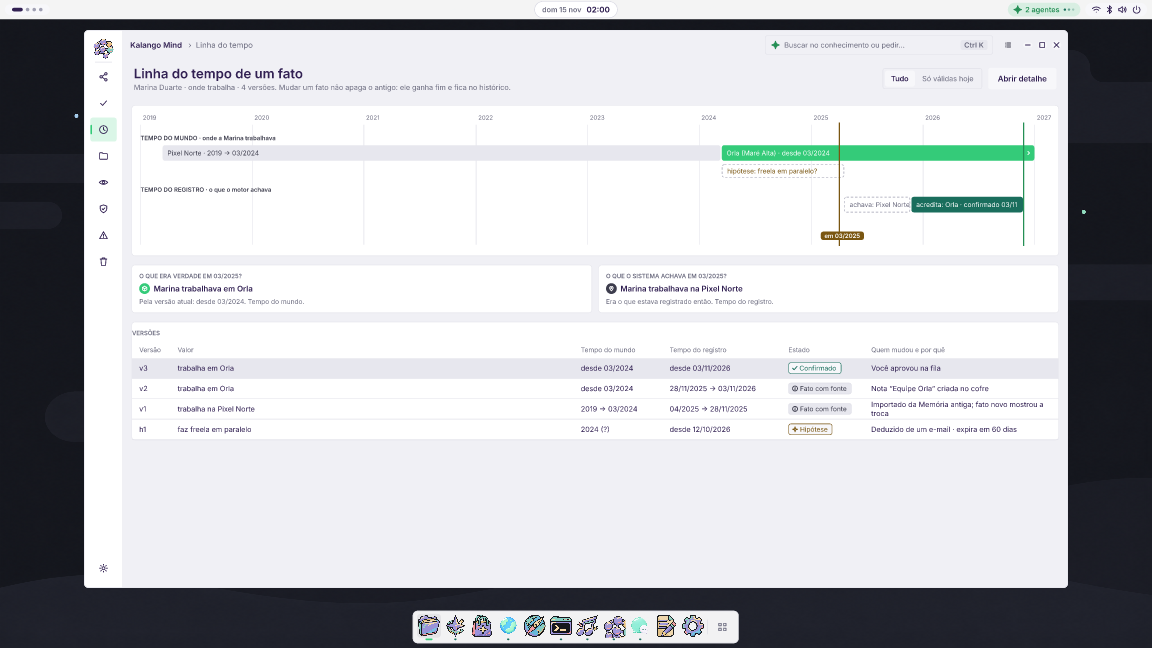 dom 15 nov 02:00
2 agentes
Kalango Mind › Linha do tempo
Buscar no conhecimento ou pedir... Ctrl K
Linha do tempo de um fato
Marina Duarte · onde trabalha · 4 versões. Mudar um fato não apaga o antigo: ele ganha fim e fica no histórico.
Tudo Só válidas hoje Abrir detalhe
2019 2020 2021 2022 2023 2024 2025 2026 2027
TEMPO DO MUNDO · onde a Marina trabalhava
Pixel Norte · 2019 → 03/2024 Orla (Mare Alta) · desde 03/2024
hipótese: freela em paralelo?
TEMPO DO REGISTRO · o que o motor achava
achava: Pixel Norte acredita: Orla · confirmado 03/11
em 03/2025
O QUE ERA VERDADE EM 03/2025?
Marina trabalhava em Orla
Pela versão atual: desde 03/2024. Tempo do mundo.
O QUE O SISTEMA ACHAVA EM 03/2025?
Marina trabalhava na Pixel Norte
Era o que estava registrado então. Tempo do registro.
VERSÕES
Versão Valor Tempo do mundo Tempo do registro Estado Quem mudou e por quê
v3 trabalha em Orla desde 03/2024 desde 03/11/2026 Confirmado Você aprovou na fila
v2 trabalha em Orla desde 03/2024 28/11/2025 → 03/11/2026 Fato com fonte Nota "Equipe Orla" criada no cofre
v1 trabalha na Pixel Norte 2019 → 03/2024 04/2025 → 28/11/2025 Fato com fonte Importado da Memória antiga; fato novo mostrou a
troca
h1 faz freela em paralelo 2024 (?) desde 12/10/2026 Hipótese Deduzido de um e-mail · expira em 60 dias